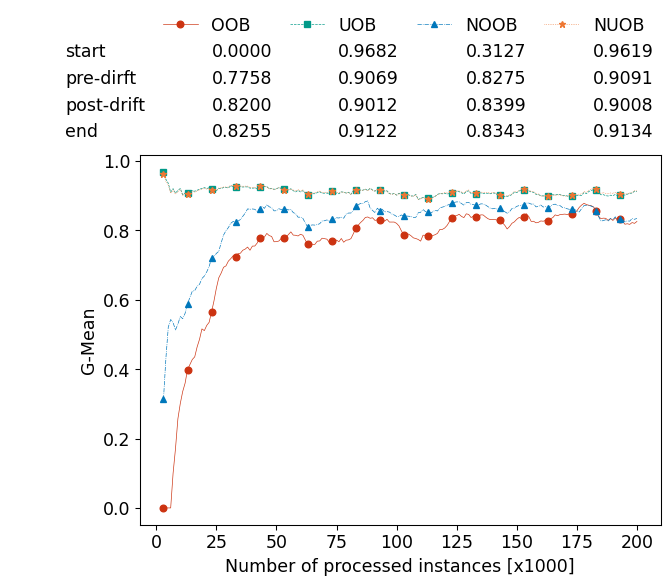 OOB UOB NOOB NUOB
start 0.0000 0.9682 0.3127 0.9619
pre-dirft 0.7758 0.9069 0.8275 0.9091
post-drift 0.8200 0.9012 0.8399 0.9008
end 0.8255 0.9122 0.8343 0.9134
1.0
0.8
0.6
0.4
0.2
0.0
G-Mean
0 25 50 75 100 125 150 175 200
Number of processed instances [x1000]